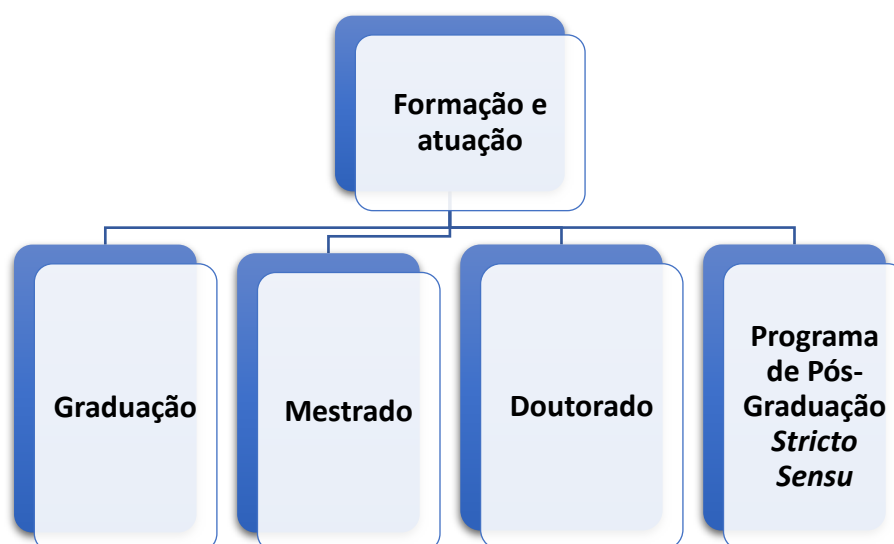 Formação e
atuação
Graduação
Mestrado
Doutorado
Programa
de Pós-
Graduação
Stricto
Sensu